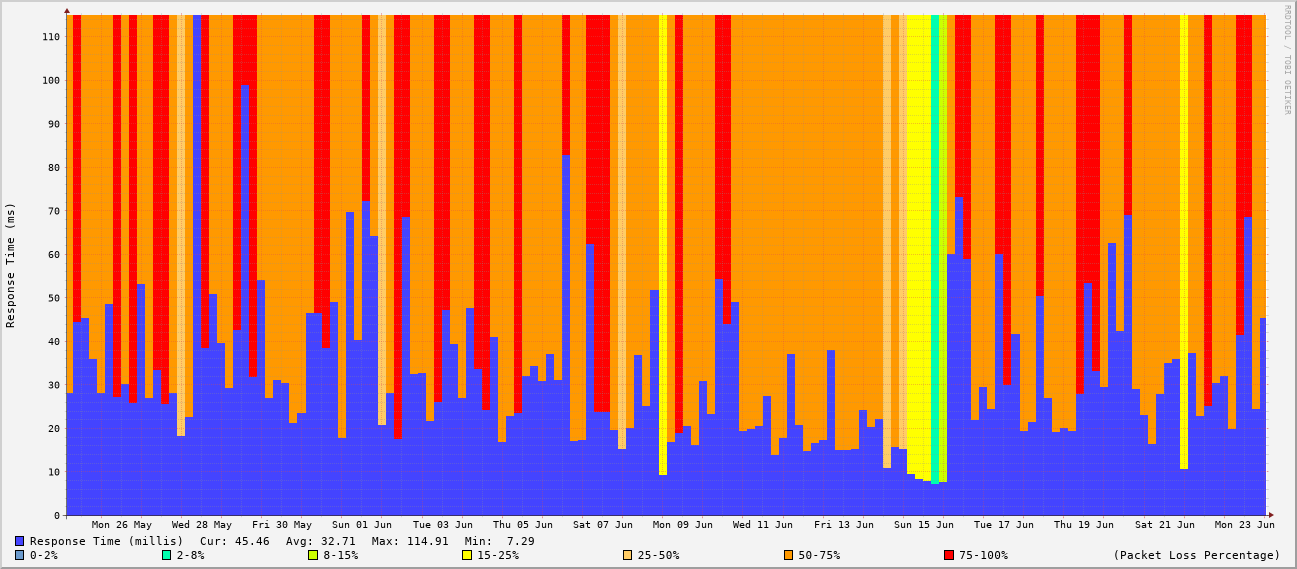 RRDTOOL / TOBI OETIKER
Response Time (ms)
110
100
90
80
70
60
50
40
30
20
10
0
Mon 26 May Wed 28 May Fri 30 May Sun 01 Jun Tue 03 Jun Thu 05 Jun Sat 07 Jun Mon 09 Jun Wed 11 Jun Fri 13 Jun Sun 15 Jun Tue 17 Jun Thu 19 Jun Sat 21 Jun Mon 23 Jun
Response Time (millis) Cur: 45.46 Avg: 32.71 Max: 114.91 Min: 7.29
0-2% 2-8% 8-15% 15-25% 25-50% 50-75% 75-100% (Packet Loss Percentage)